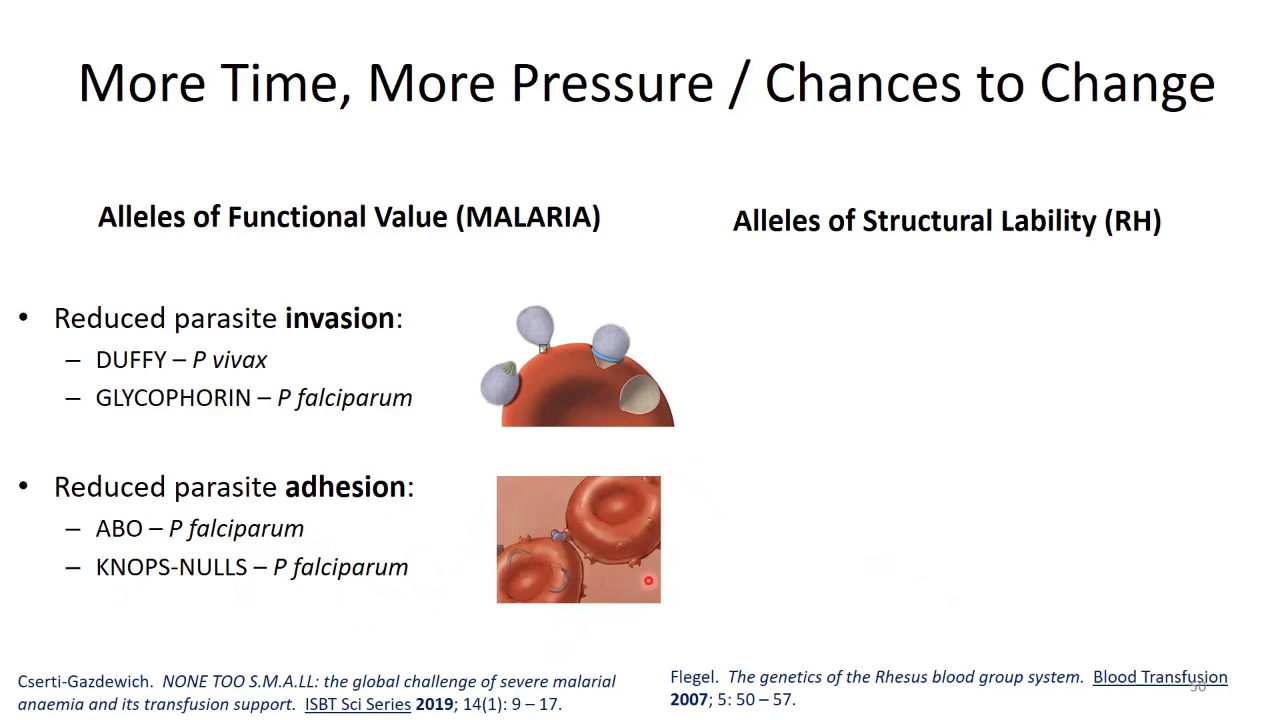 More Time, More Pressure / Chances to Change
Alleles of Functional Value (MALARIA)
• Reduced parasite invasion:
– DUFFY – P vivax
– GLYCOPHORIN – P falciparum
• Reduced parasite adhesion:
– ABO – P falciparum
– KNOPS-NULLS – P falciparum
Cserti-Gazdewich. NONE TOO S.M.A.LL: the global challenge of severe malarial
anaemia and its transfusion support. ISBT Sci Series 2019; 14(1): 9 – 17.
Alleles of Structural Lability (RH)
Flegel. The genetics of the Rhesus blood group system. Blood Transfusion
2007; 5: 50 – 57.